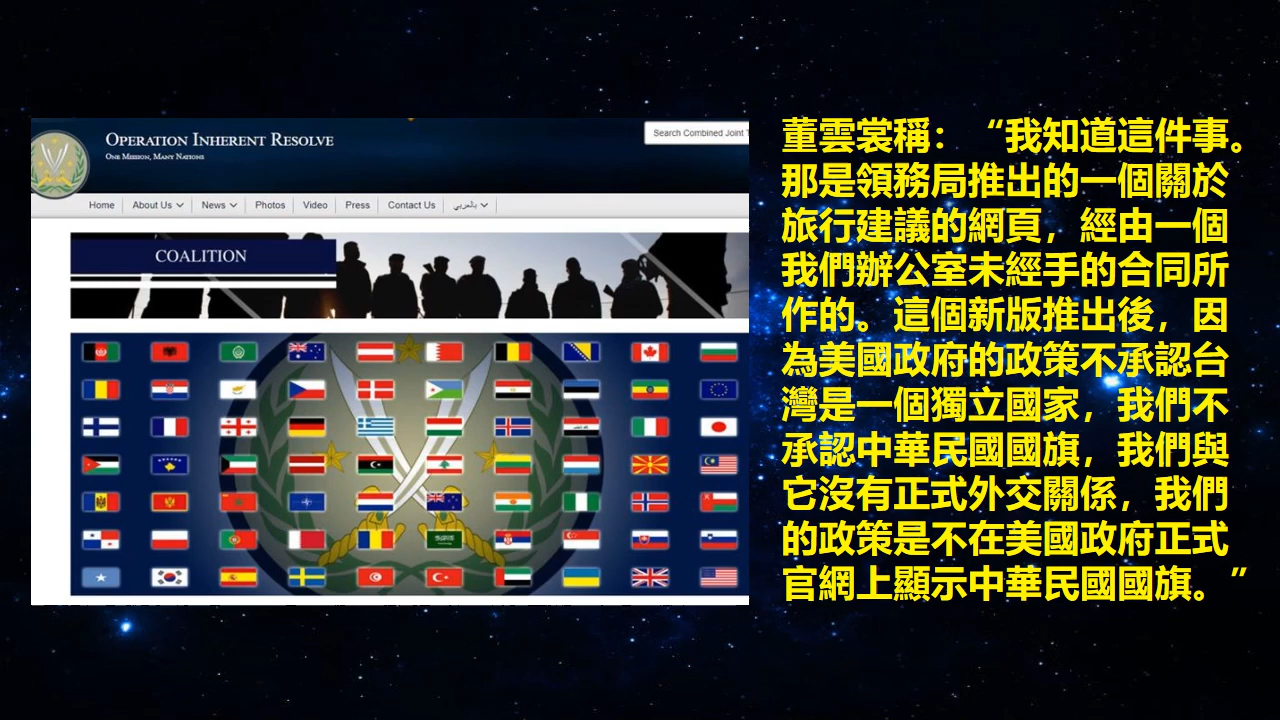 OPERATION INHERENT RESOLVE
ONE MISSION, MANY NATIONS
Search Combined Joint T
Home About Us News Photos Video Press Contact Us بالعربي
COALITION
董雲裳稱：“我知道這件事。
那是領務局推出的一個關於
旅行建議的網頁，經由一個
我們辦公室未經手的合同所
作的。這個新版推出後，因
為美國政府的政策不承認台
灣是一個獨立國家，我們不
承認中華民國國旗，我們與
它沒有正式外交關係，我們
的政策是不在美國政府正式
官網上顯示中華民國國旗。”